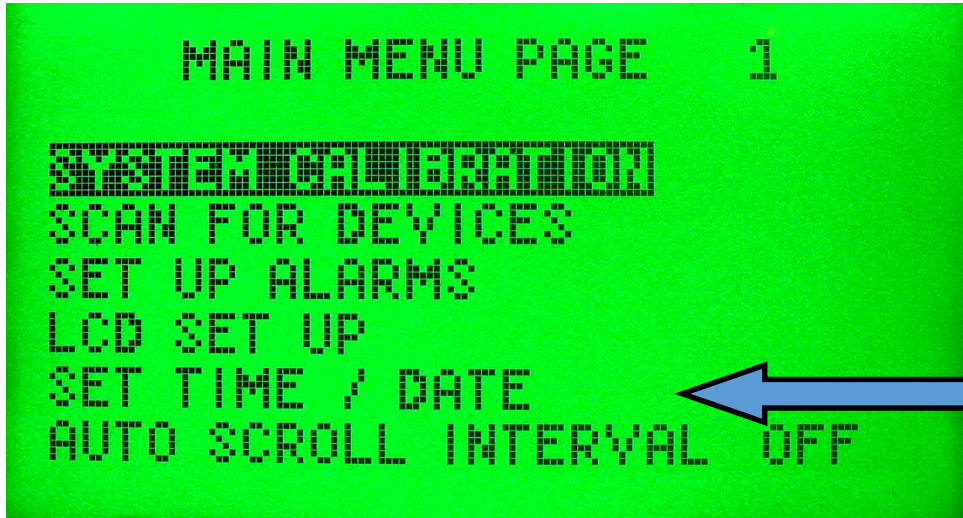 MAIN MENU PAGE 1
SYSTEM CALIBRATION
SCAN FOR DEVICES
SET UP ALARMS
LCD SET UP
SET TIME / DATE
AUTO SCROLL INTERVAL OFF